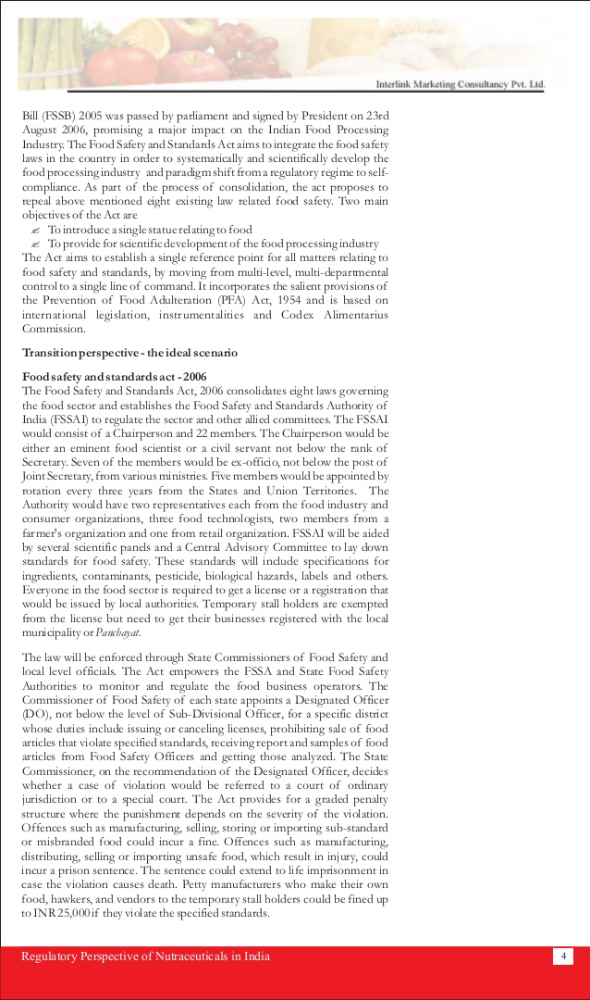 Interlink Marketing Consultancy Pvt. Ltd.
Bill (FSSB) 2005 was passed by parliament and signed by President on 23rd
August 2006, promising a major impact on the Indian Food Processing
Industry. The Food Safety and Standards Act aims to integrate the food safety
laws in the country in order to systematically and scientifically develop the
food processing industry and paradigm shift from a regulatory regime to self-
compliance. As part of the process of consolidation, the act proposes to
repeal above mentioned eight existing law related food safety. Two main
objectives of the Act are
To introduce a single statue relating to food
To provide for scientific development of the food processing industry
The Act aims to establish a single reference point for all matters relating to
food safety and standards, by moving from multi-level, multi-departmental
control to a single line of command. It incorporates the salient provisions of
the Prevention of Food Adulteration (PFA) Act, 1954 and is based on
international legislation, instrumentalities and Codex Alimentarius
Commission.
Transition perspective - the ideal scenario
Food safety and standards act - 2006
The Food Safety and Standards Act, 2006 consolidates eight laws governing
the food sector and establishes the Food Safety and Standards Authority of
India (FSSAI) to regulate the sector and other allied committees. The FSSAI
would consist of a Chairperson and 22 members. The Chairperson would be
either an eminent food scientist or a civil servant not below the rank of
Secretary. Seven of the members would be ex-officio, not below the post of
Joint Secretary, from various ministries. Five members would be appointed by
rotation every three years from the States and Union Territories. The
Authority would have two representatives each from the food industry and
consumer organizations, three food technologists, two members from a
farmer's organization and one from retail organization. FSSAI will be aided
by several scientific panels and a Central Advisory Committee to lay down
standards for food safety. These standards will include specifications for
ingredients, contaminants, pesticide, biological hazards, labels and others.
Everyone in the food sector is required to get a license or a registration that
would be issued by local authorities. Temporary stall holders are exempted
from the license but need to get their businesses registered with the local
municipality or Panchayat.
The law will be enforced through State Commissioners of Food Safety and
local level officials. The Act empowers the FSSA and State Food Safety
Authorities to monitor and regulate the food business operators. The
Commissioner of Food Safety of each state appoints a Designated Officer
(DO), not below the level of Sub-Divisional Officer, for a specific district
whose duties include issuing or canceling licenses, prohibiting sale of food
articles that violate specified standards, receiving report and samples of food
articles from Food Safety Officers and getting those analyzed. The State
Commissioner, on the recommendation of the Designated Officer, decides
whether a case of violation would be referred to a court of ordinary
jurisdiction or to a special court. The Act provides for a graded penalty
structure where the punishment depends on the severity of the violation.
Offences such as manufacturing, selling, storing or importing sub-standard
or misbranded food could incur a fine. Offences such as manufacturing,
distributing, selling or importing unsafe food, which result in injury, could
incur a prison sentence. The sentence could extend to life imprisonment in
case the violation causes death. Petty manufacturers who make their own
food, hawkers, and vendors to the temporary stall holders could be fined up
to INR 25,000 if they violate the specified standards.
Regulatory Perspective of Nutraceuticals in India
4